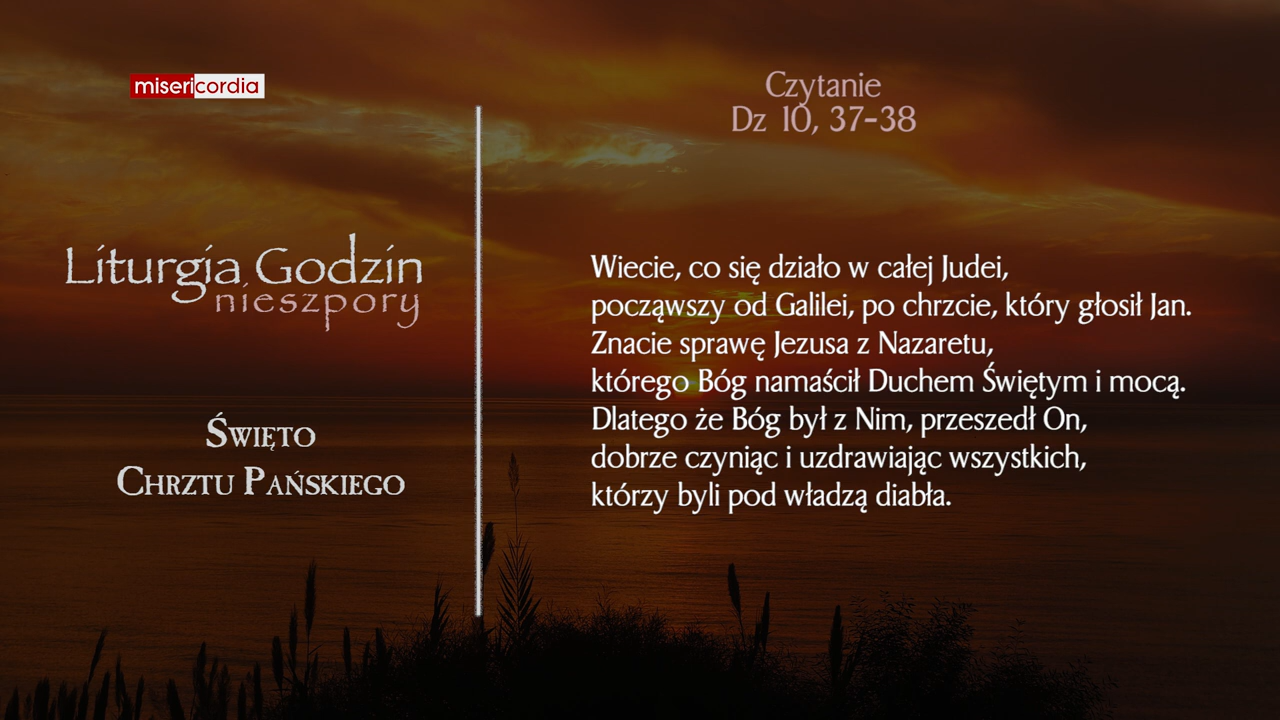 misericordia
Liturgia Godzin
nieszpory
Święto
Chrztu Pańskiego
Czytanie
Dz 10, 37-38
Wiecie, co się działo w całej Judei,
począwszy od Galilei, po chrzcie, który głosił Jan.
Znacie sprawę Jezusa z Nazaretu,
którego Bóg namaścił Duchem Świętym i mocą.
Dlatego że Bóg był z Nim, przeszedł On,
dobrze czyniąc i uzdrawiając wszystkich,
którzy byli pod władzą diabła.